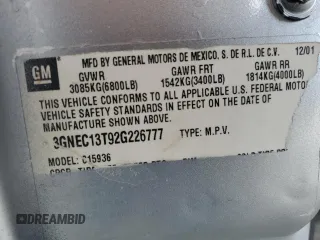 GM
MFD BY GENERAL MOTORS DE MEXICO, S. DE R.L. DE C.V. 12/01
GVWR GAWR FRT GAWR RR
3085KG(6800LB) 1542KG(3400LB) 1814KG(4000LB)
THIS VEHICLE CONFORMS TO ALL APPLICABLE U.S. FEDERAL MOTOR
VEHICLE SAFETY STANDARDS IN EFFECT ON THE DATE OF
MANUFACTURE SHOWN ABOVE.
3GNEC13T92G226777 TYPE: M.P.V.
MODEL: C15936